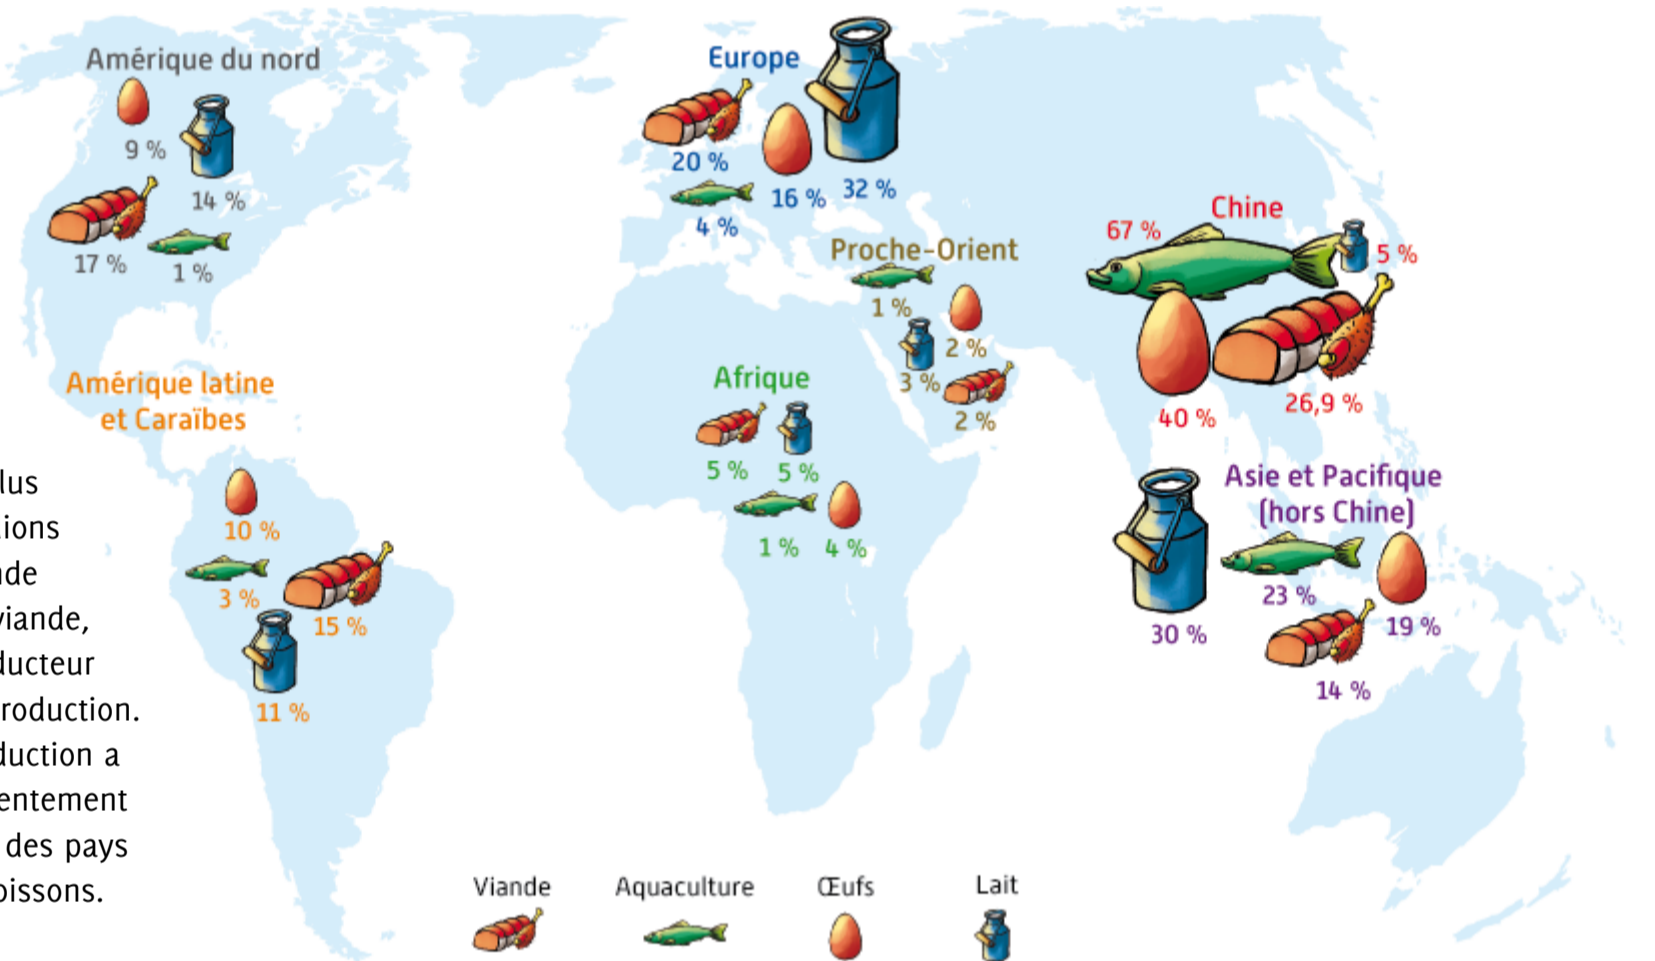 Amérique du nord
9 %
14 %
17 %
1 %
Europe
20 %
16 %
32 %
4 %
Proche-Orient
1 %
2 %
3 %
2 %
Chine
67 %
5 %
40 %
26,9 %
Amérique latine
et Caraïbes
10 %
3 %
15 %
11 %
Afrique
5 %
5 %
1 %
4 %
Asie et Pacifique
(hors Chine)
30 %
23 %
19 %
14 %
lus
ions
de
viande,
ducteur
roduction.
duction a
entement
des pays
oissons.
Viande
Aquaculture
Œufs
Lait